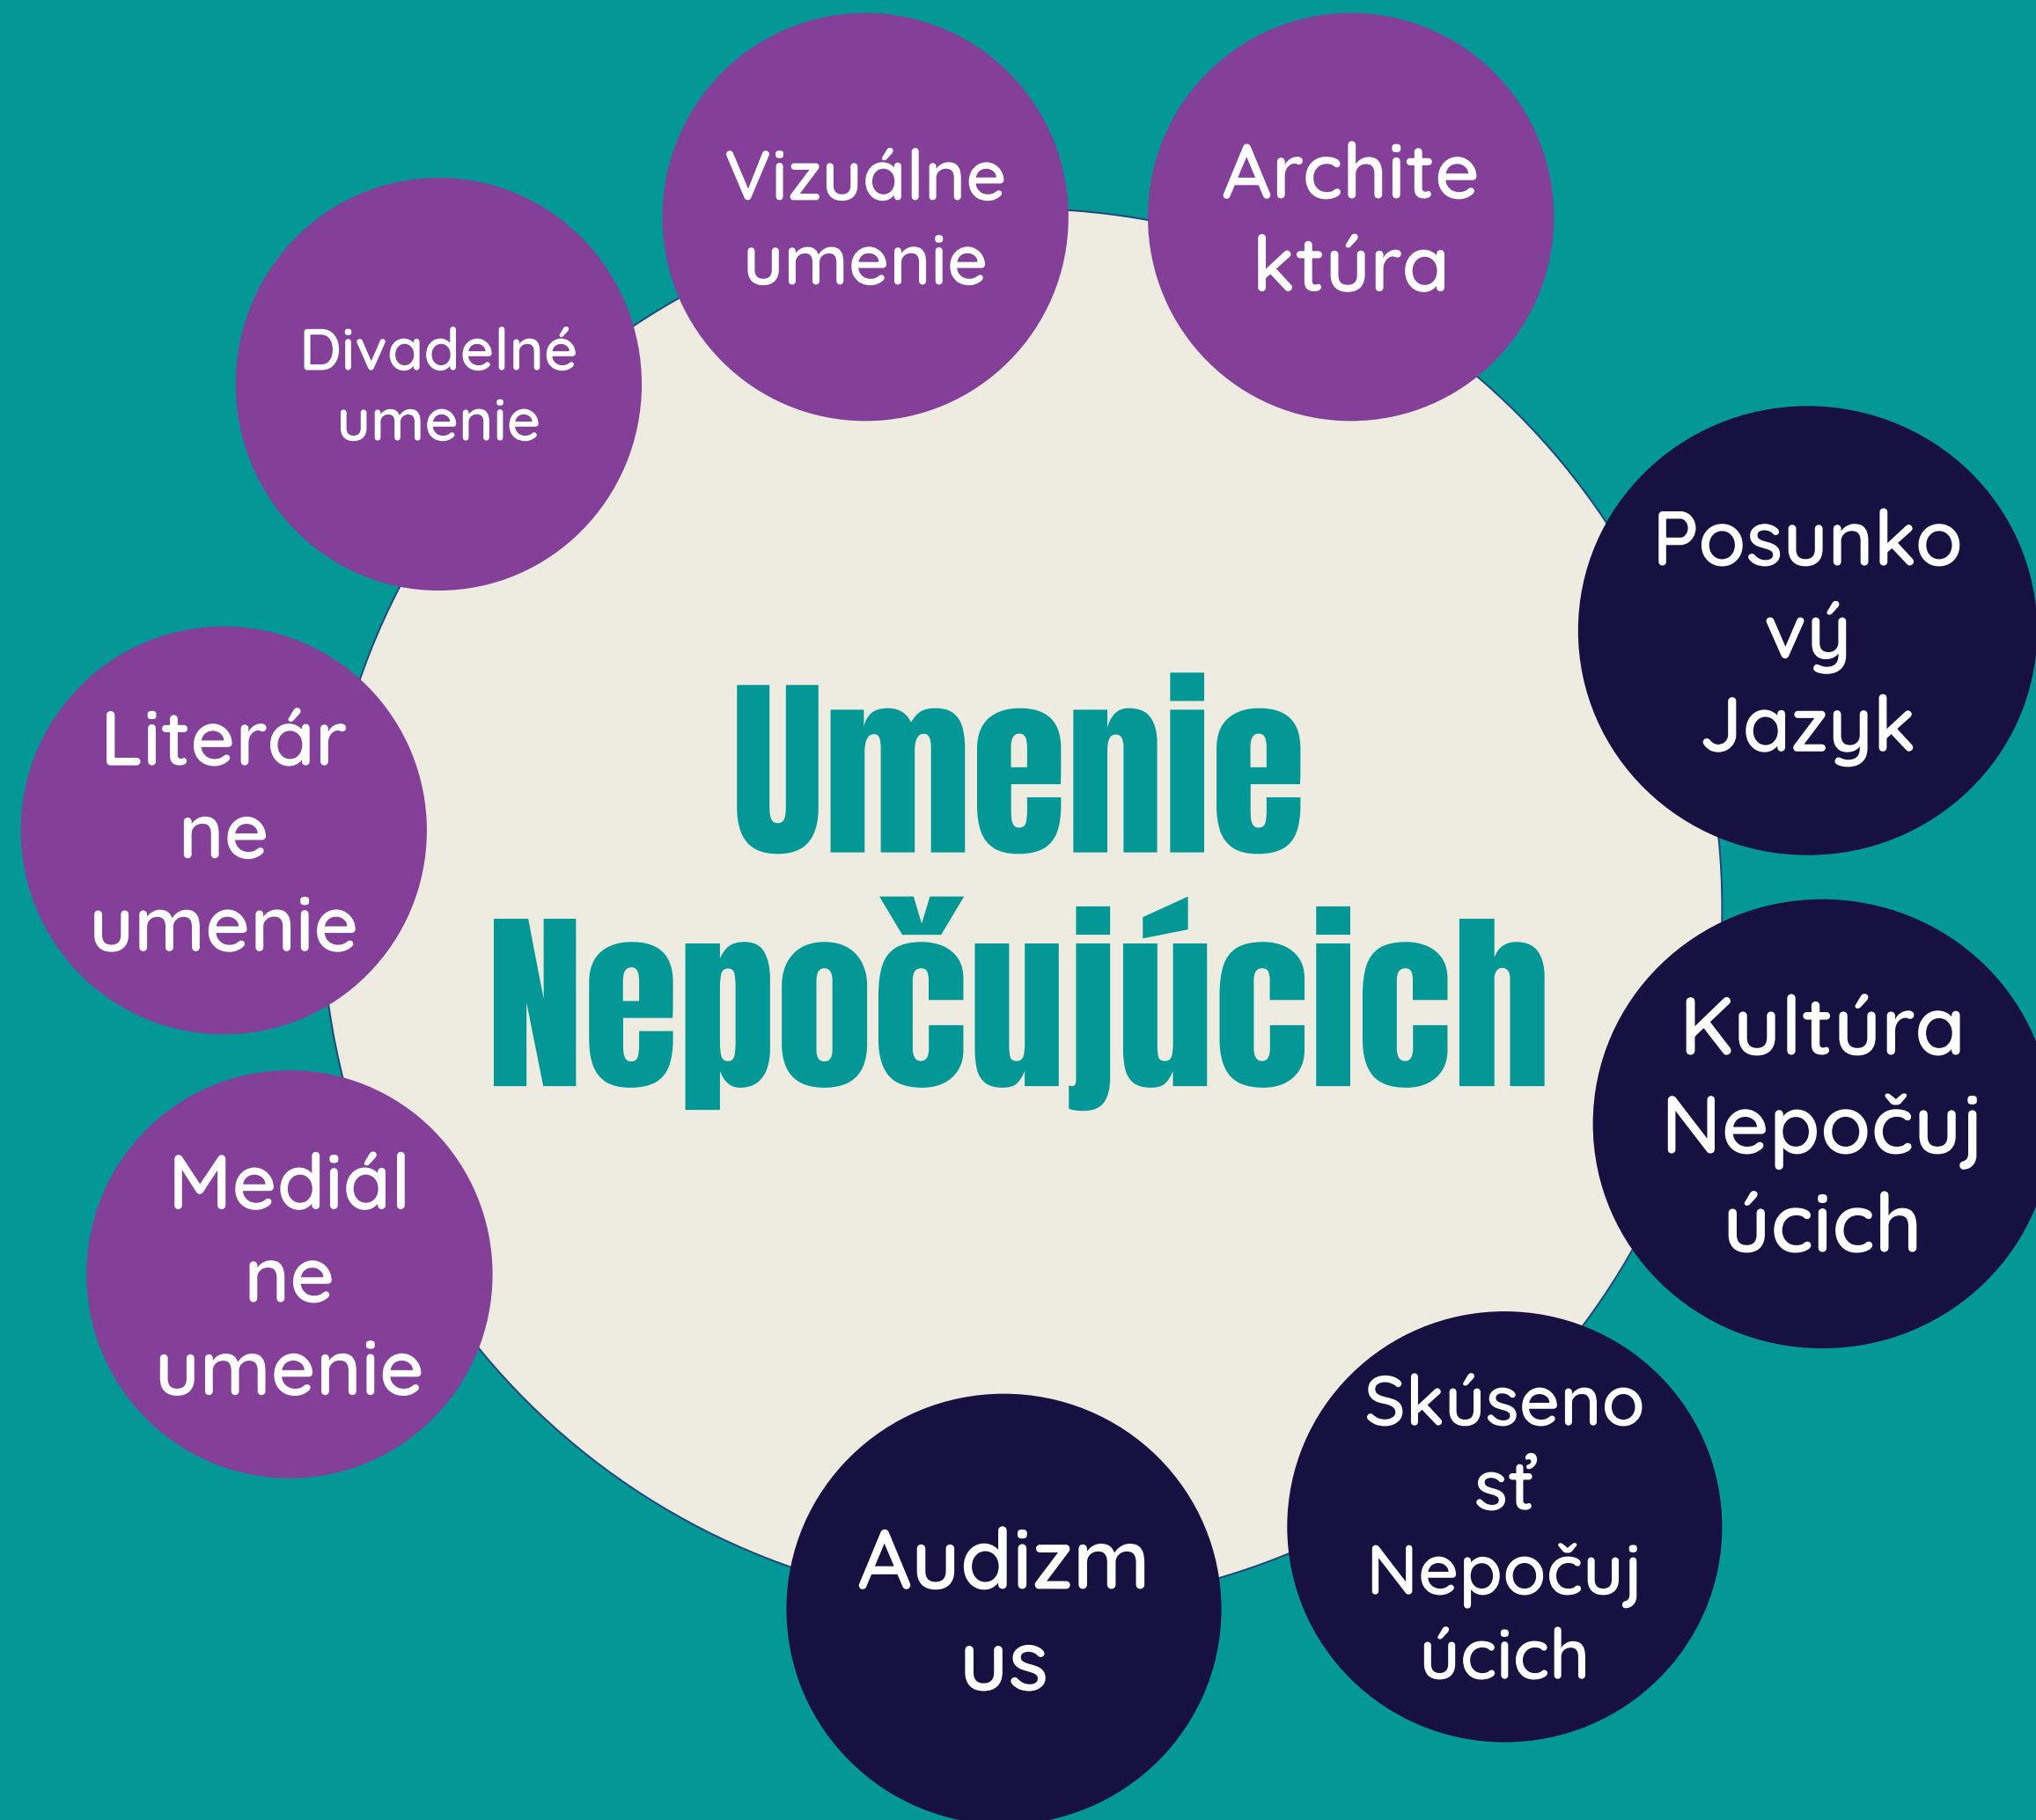 Vizuálne
umenie
Archite
ktúra
Divadelné
umenie
Posunko
vý
Jazyk
Literár
ne
umenie
Umenie
Nepočujúcich
Kultúra
Nepočuj
úcich
Mediál
ne
umenie
Skúseno
sť
Nepočuj
úcich
Audizm
us